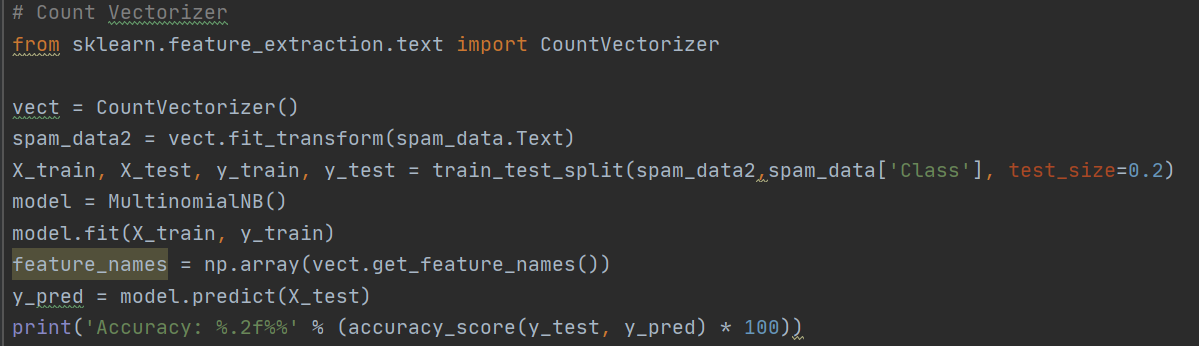 # Count Vectorizer
from sklearn.feature_extraction.text import CountVectorizer
vect = CountVectorizer()
spam_data2 = vect.fit_transform(spam_data.Text)
X_train, X_test, y_train, y_test = train_test_split(spam_data2,spam_data['Class'], test_size=0.2)
model = MultinomialNB()
model.fit(X_train, y_train)
feature_names = np.array(vect.get_feature_names())
y_pred = model.predict(X_test)
print('Accuracy: %.2f%%' % (accuracy_score(y_test, y_pred) * 100))